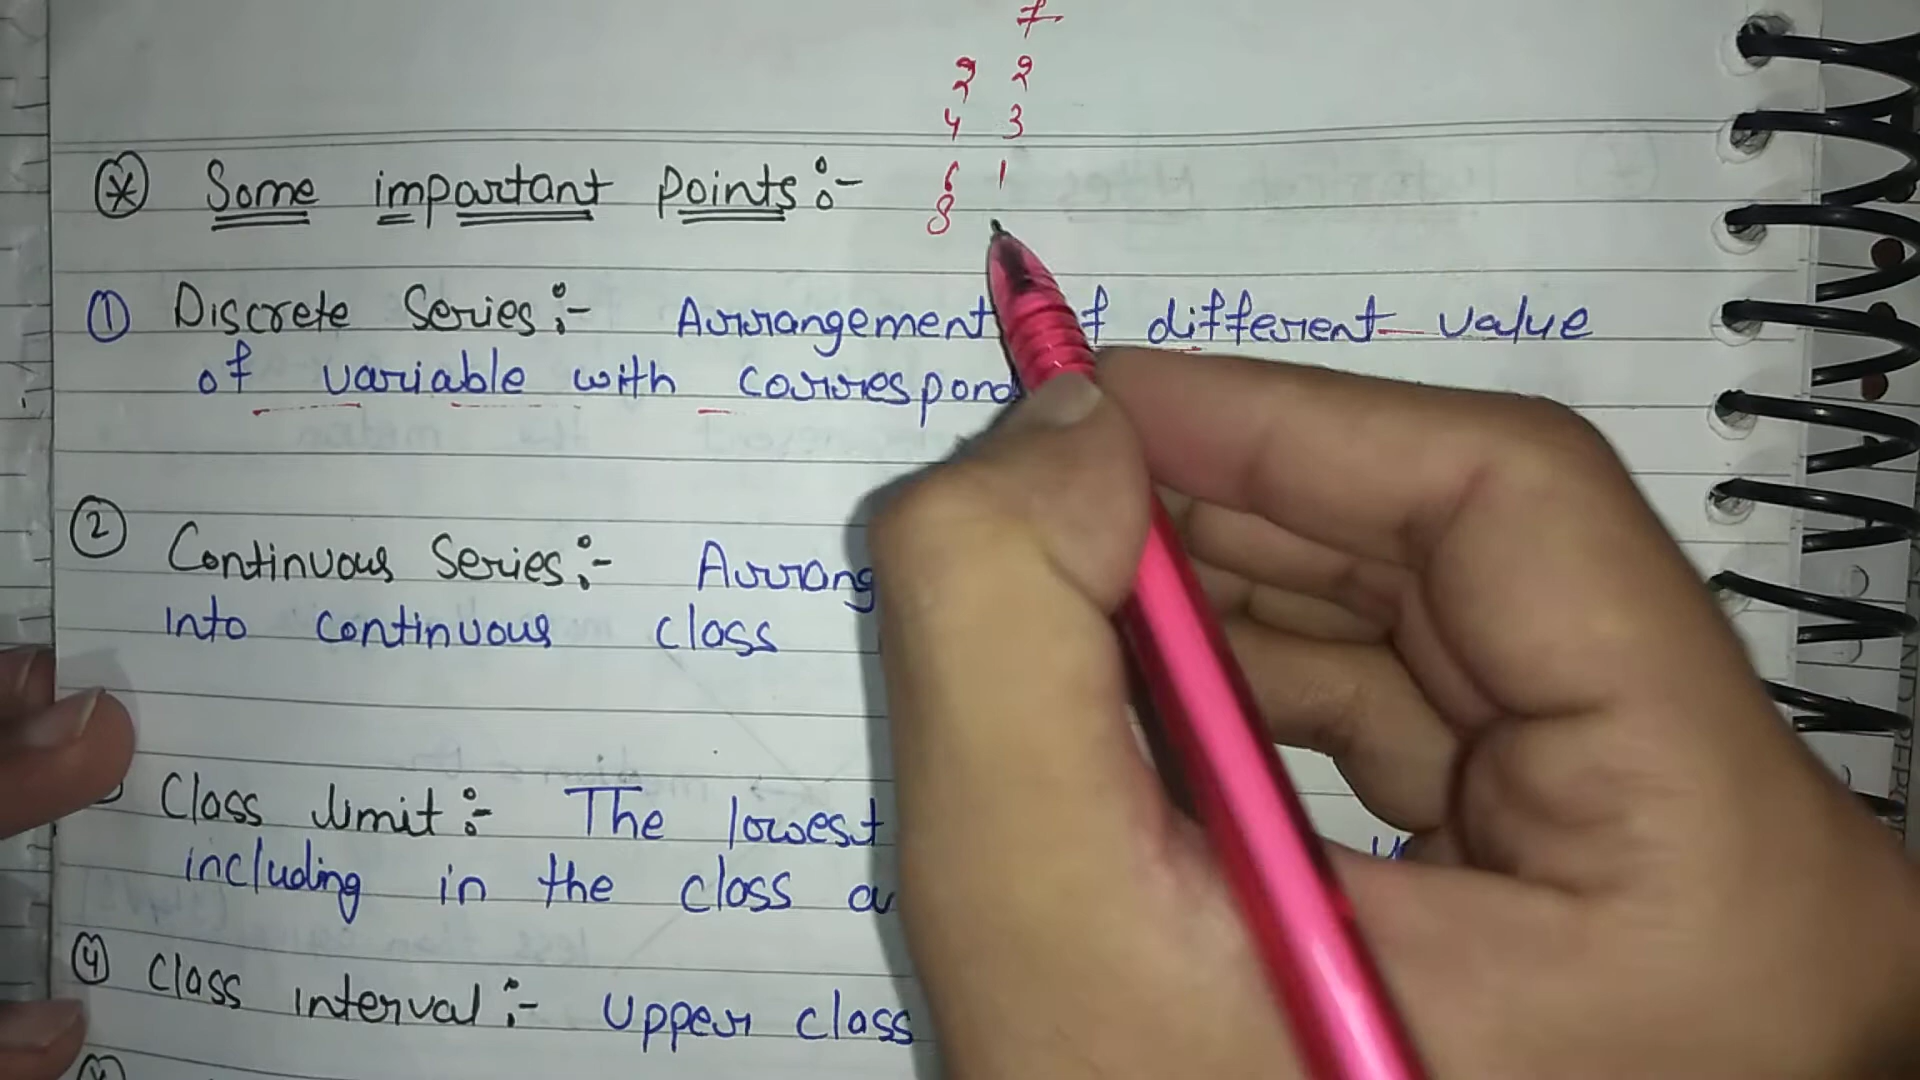 f
2 2
4 3
6 1
8
Some important points:-
① Discrete Series:- Arrangement of different value
of variable with correspond
② Continuous Series:- Arrang
into continuous class
Class limit:- The lowest
including in the class
④ Class interval:- Upper class